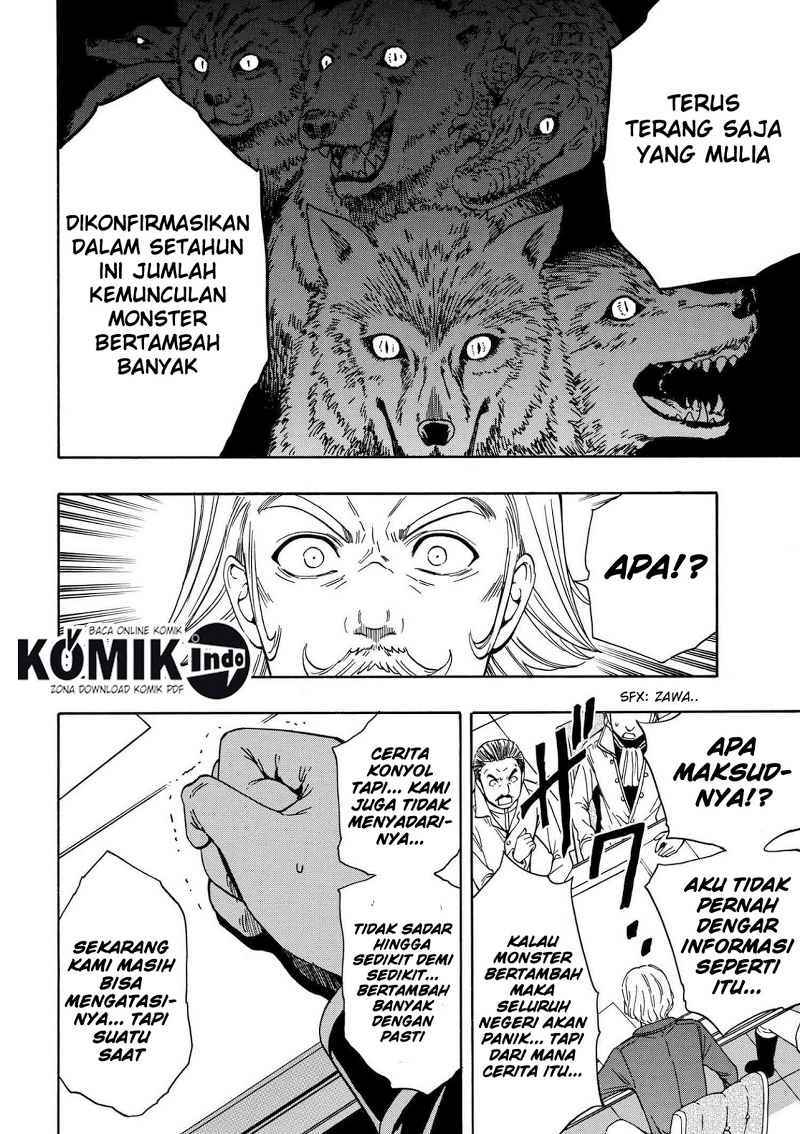 TERUS
TERANG SAJA
YANG MULIA
DIKONFIRMASIKAN
DALAM SETAHUN
INI JUMLAH
KEMUNCULAN
MONSTER
BERTAMBAH
BANYAK
APA!?
BACA ONLINE KOMIK
KOMIK-indo
ZONA DOWNLOAD KOMIK PDF
SFX: ZAWA..
APA
MAKSUD-
NYA!?
AKU TIDAK
PERNAH
DENGAR
INFORMASI
SEPERTI
ITU...
KALAU
MONSTER
BERTAMBAH
MAKA
SELURUH
NEGERI AKAN
PANIK... TAPI
DARI MANA
CERITA ITU...
CERITA
KONYOL
TAPI... KAMI
JUGA TIDAK
MENYADARI-
NYA...
TIDAK SADAR
HINGGA
SEDIKIT DEMI
SEDIKIT...
BERTAMBAH
BANYAK
DENGAN
PASTI
SEKARANG
KAMI MASIH
BISA
MENGATASI-
NYA... TAPI
SUATU
SAAT